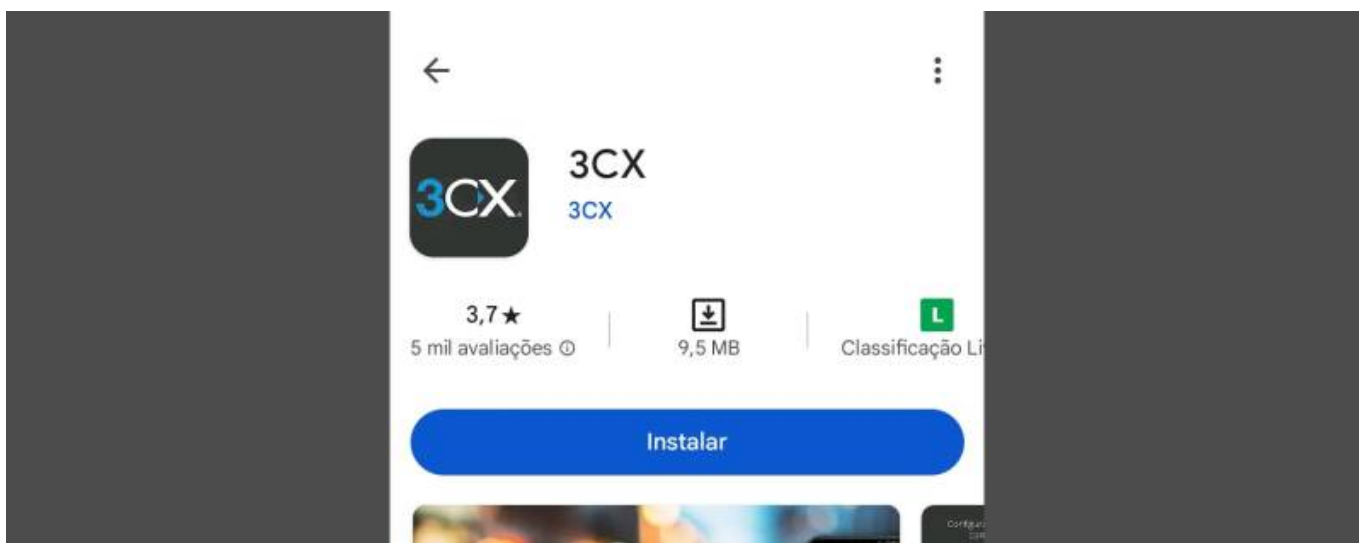 3CX
3CX
3CX
3,7★
5 mil avaliações
9,5 MB
L
Classificação Li
Instalar